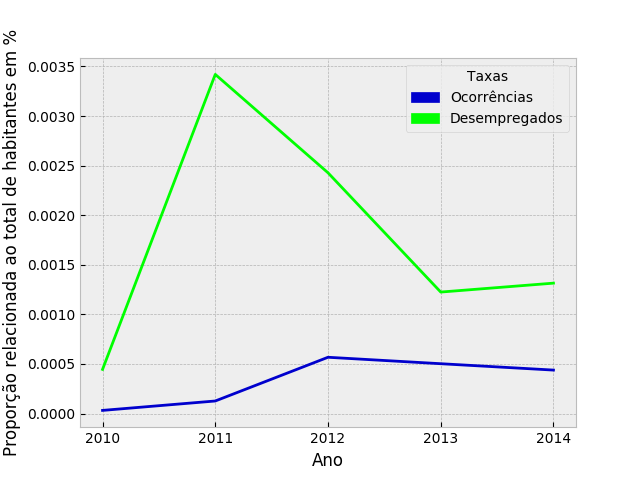 Proporção relacionada ao total de habitantes em %
0.0035
0.0030
0.0025
0.0020
0.0015
0.0010
0.0005
0.0000
Taxas
Ocorrências
Desempregados
2010 2011 2012 2013 2014
Ano